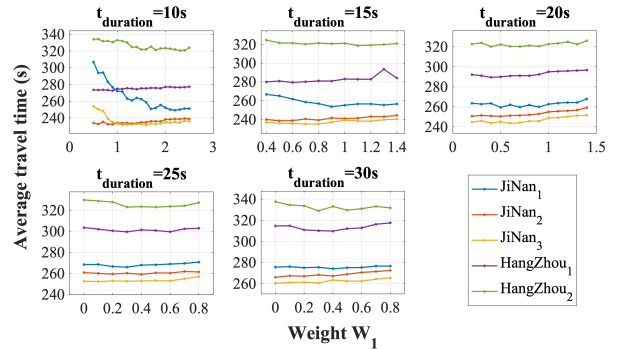 t_duration=10s
t_duration=15s
t_duration=20s
340
320
300
280
260
240
0 1 2 3
320
300
280
260
240
0.4 0.6 0.8 1 1.2 1.4
320
300
280
260
240
0 0.5 1 1.5
Average travel time (s)
t_duration=25s
t_duration=30s
320
300
280
260
240
0 0.2 0.4 0.6 0.8
340
320
300
280
260
0 0.2 0.4 0.6 0.8
JiNan_1
JiNan_2
JiNan_3
HangZhou_1
HangZhou_2
Weight W_1